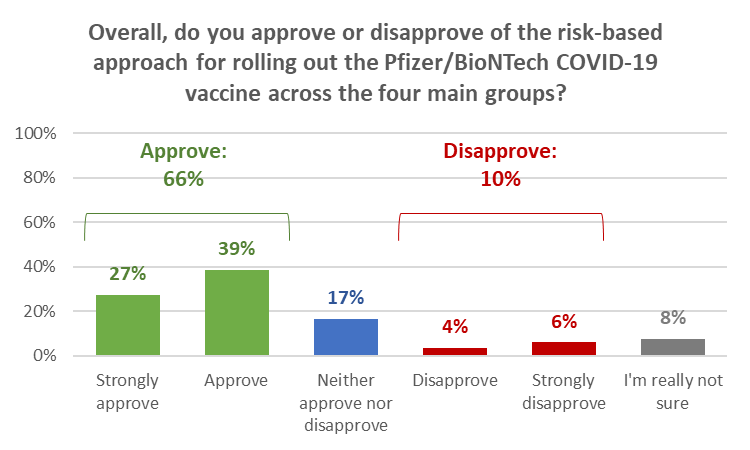 Overall, do you approve or disapprove of the risk-based
approach for rolling out the Pfizer/BioNTech COVID-19
vaccine across the four main groups?
100%
80%
60%
40%
20%
0%
Approve:
66%
Disapprove:
10%
27%
39%
17%
4%
6%
8%
Strongly
approve
Approve
Neither
approve nor
disapprove
Disapprove
Strongly
disapprove
I'm really not
sure